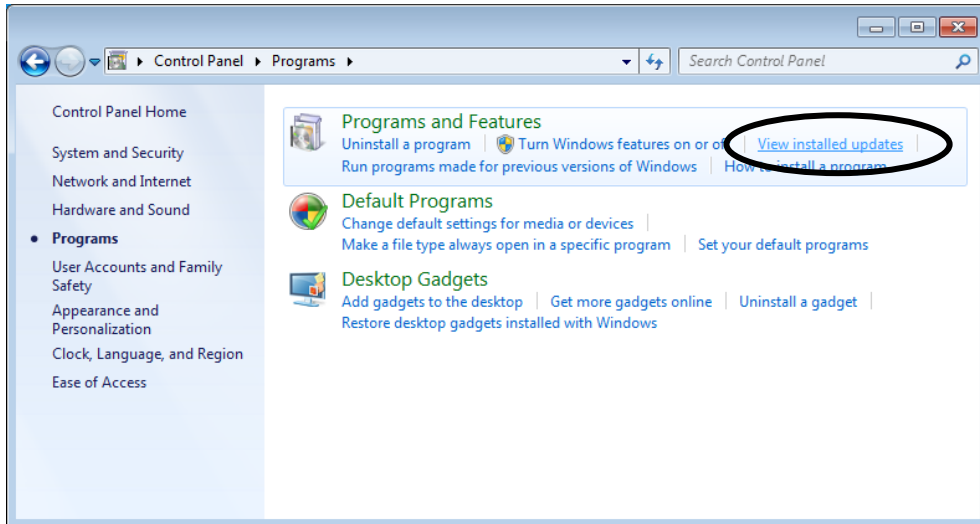 Control Panel Programs
Search Control Panel
Control Panel Home
System and Security
Network and Internet
Hardware and Sound
Programs
User Accounts and Family
Safety
Appearance and
Personalization
Clock, Language, and Region
Ease of Access
Programs and Features
Uninstall a program Turn Windows features on or of View installed updates
Run programs made for previous versions of Windows How to install a program
Default Programs
Change default settings for media or devices
Make a file type always open in a specific program Set your default programs
Desktop Gadgets
Add gadgets to the desktop Get more gadgets online Uninstall a gadget
Restore desktop gadgets installed with Windows